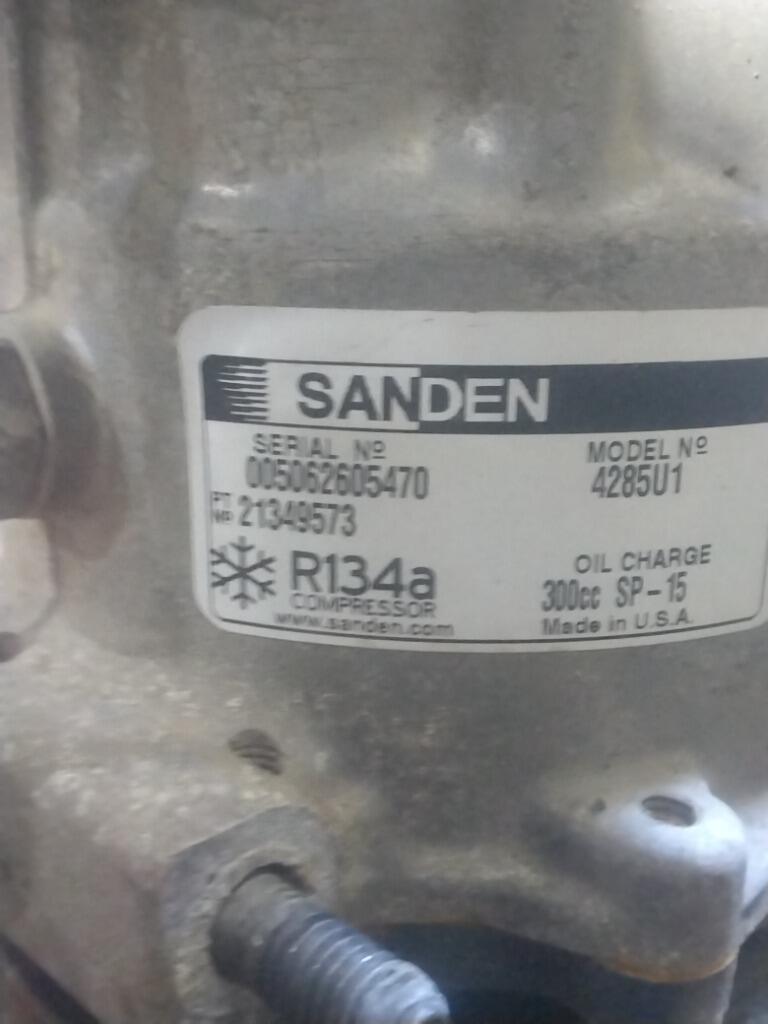 SANDEN
SERIAL Nº MODEL Nº
005062605470 4285U1
PT Nº 21349573
R134a OIL CHARGE
COMPRESSOR 300cc SP-15
www.sanden.com Made in U.S.A.